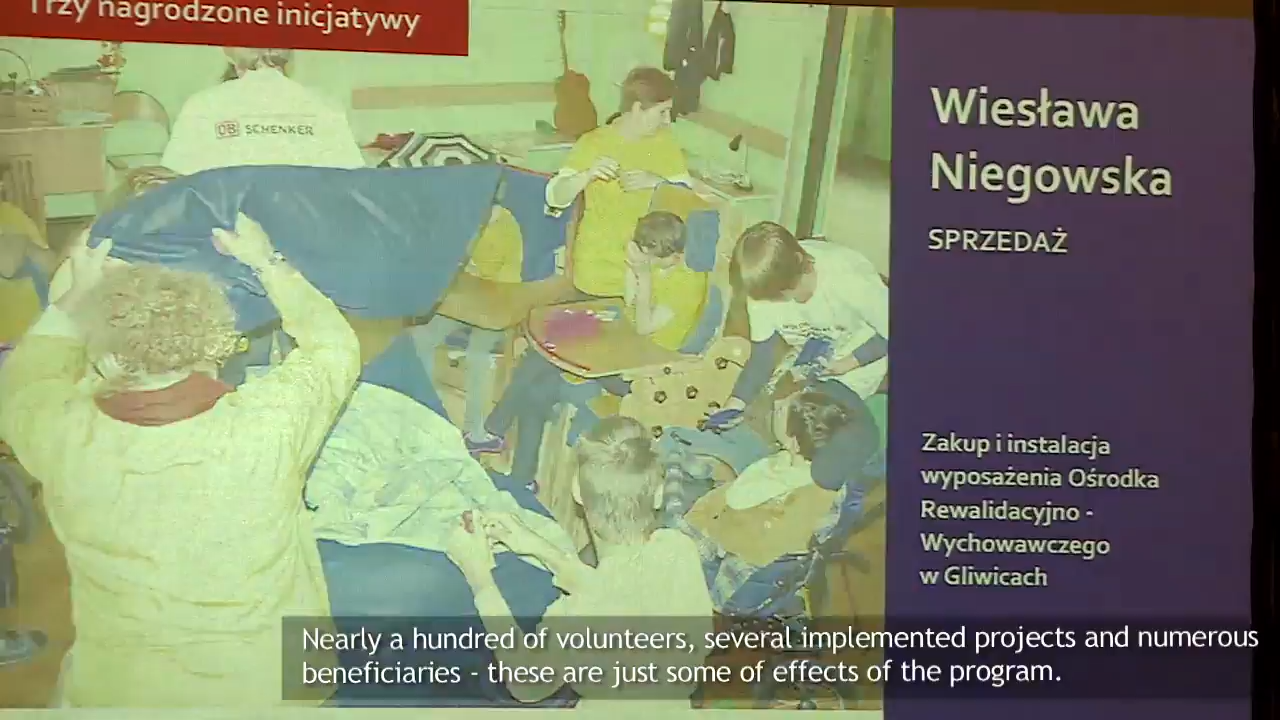 Trzy nagrodzone inicjatywy
DB SCHENKER
Wiesława
Niegowska
SPRZEDAŻ
Zakup i instalacja
wyposażenia Ośrodka
Rewalidacyjno -
Wychowawczego
w Gliwicach
Nearly a hundred of volunteers, several implemented projects and numerous
beneficiaries - these are just some of effects of the program.